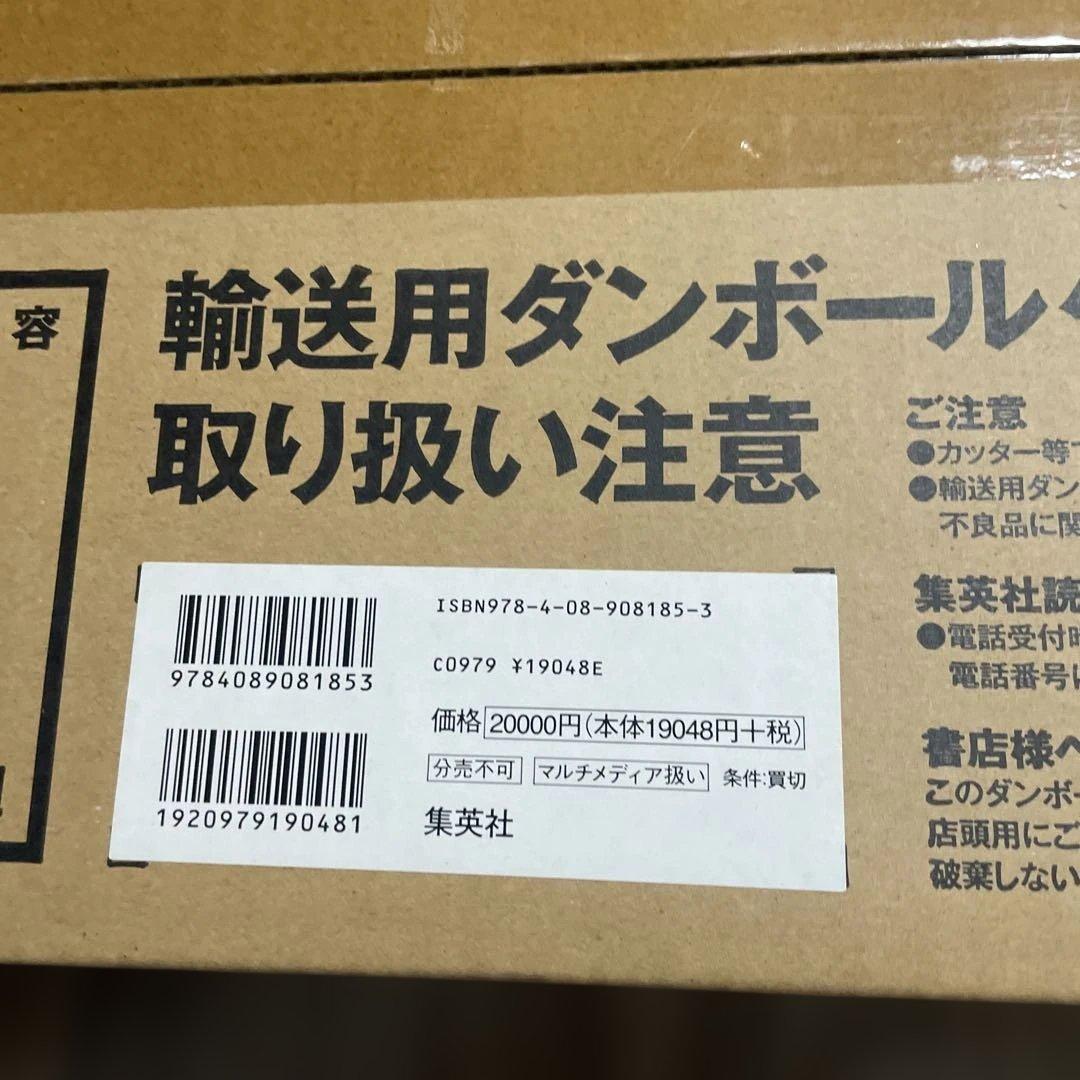 容
輸送用ダンボールケ
取り扱い注意
ご注意
●カッター等で
●輸送用ダン
不良品に関
集英社読
●電話受付時
電話番号は
書店様へ
このダンボー
店頭用にご
破棄しない
ISBN978-4-08-908185-3
9784089081853
C0979 ¥19048E
価格 20000円(本体19048円+税)
分売不可 マルチメディア扱い 条件:買切
1920979190481
集英社